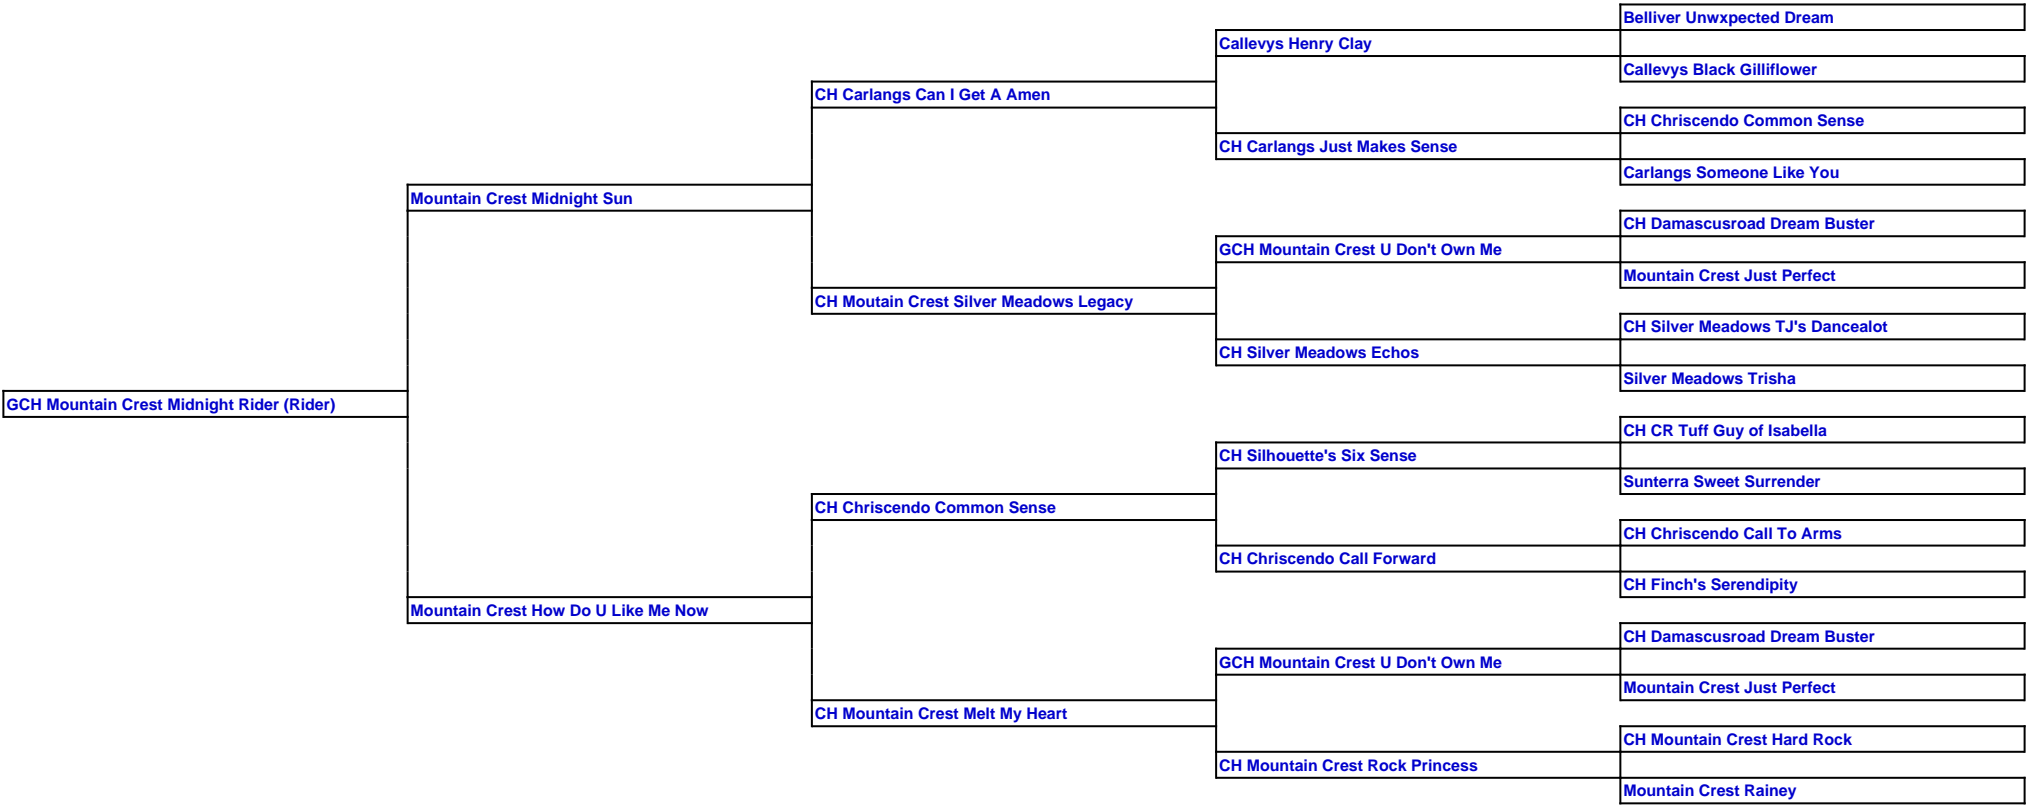 Belliver Unwxpected Dream
Callevys Henry Clay
Callevys Black Gilliflower
CH Carlangs Can I Get A Amen
CH Chriscendo Common Sense
CH Carlangs Just Makes Sense
Carlangs Someone Like You
Mountain Crest Midnight Sun
CH Damascusroad Dream Buster
GCH Mountain Crest U Don't Own Me
Mountain Crest Just Perfect
CH Moutain Crest Silver Meadows Legacy
CH Silver Meadows TJ's Dancealot
CH Silver Meadows Echos
Silver Meadows Trisha
GCH Mountain Crest Midnight Rider (Rider)
CH CR Tuff Guy of Isabella
CH Silhouette's Six Sense
Sunterra Sweet Surrender
CH Chriscendo Common Sense
CH Chriscendo Call To Arms
CH Chriscendo Call Forward
CH Finch's Serendipity
Mountain Crest How Do U Like Me Now
CH Damascusroad Dream Buster
GCH Mountain Crest U Don't Own Me
Mountain Crest Just Perfect
CH Mountain Crest Melt My Heart
CH Mountain Crest Hard Rock
CH Mountain Crest Rock Princess
Mountain Crest Rainey